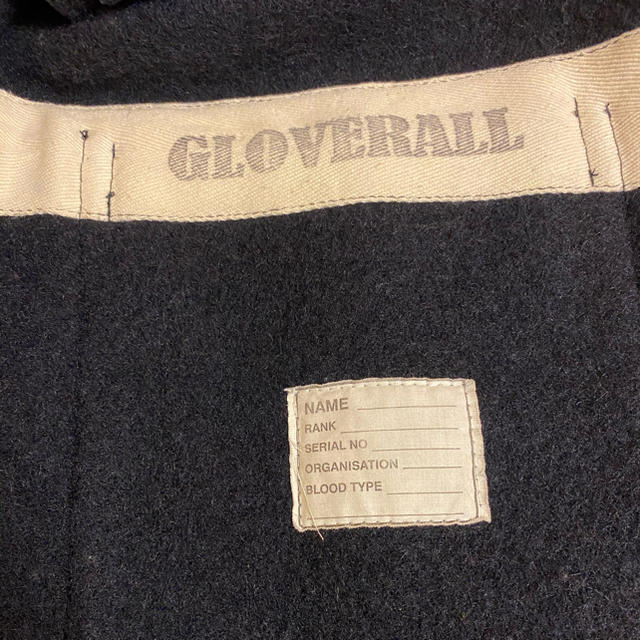 GLOVERALL
NAME
RANK
SERIAL NO
ORGANISATION
BLOOD TYPE